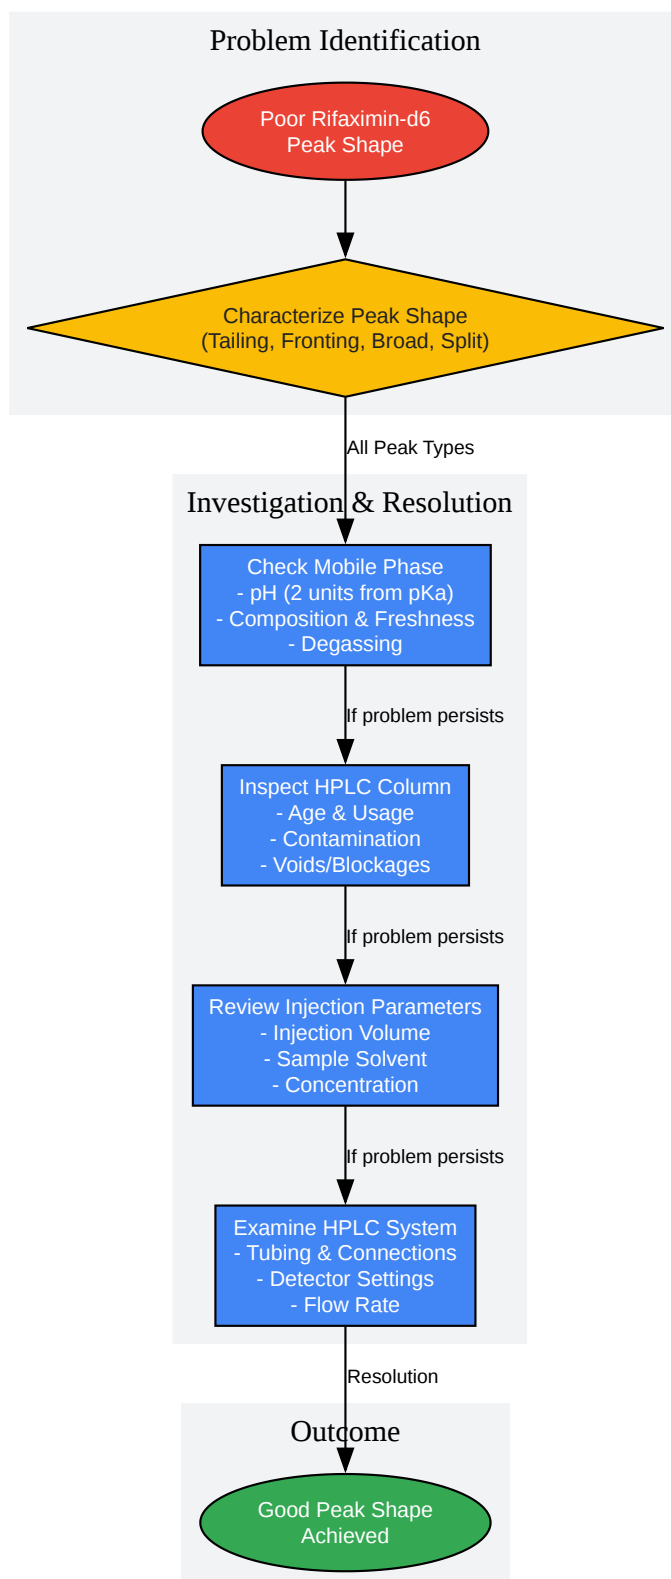 Problem Identification
Poor Rifaximin-d6
Peak Shape
Characterize Peak Shape
(Tailing, Fronting, Broad, Split)
All Peak Types
Investigation & Resolution
Check Mobile Phase
- pH (2 units from pKa)
- Composition & Freshness
- Degassing
If problem persists
Inspect HPLC Column
- Age & Usage
- Contamination
- Voids/Blockages
If problem persists
Review Injection Parameters
- Injection Volume
- Sample Solvent
- Concentration
If problem persists
Examine HPLC System
- Tubing & Connections
- Detector Settings
- Flow Rate
Resolution
Outcome
Good Peak Shape
Achieved